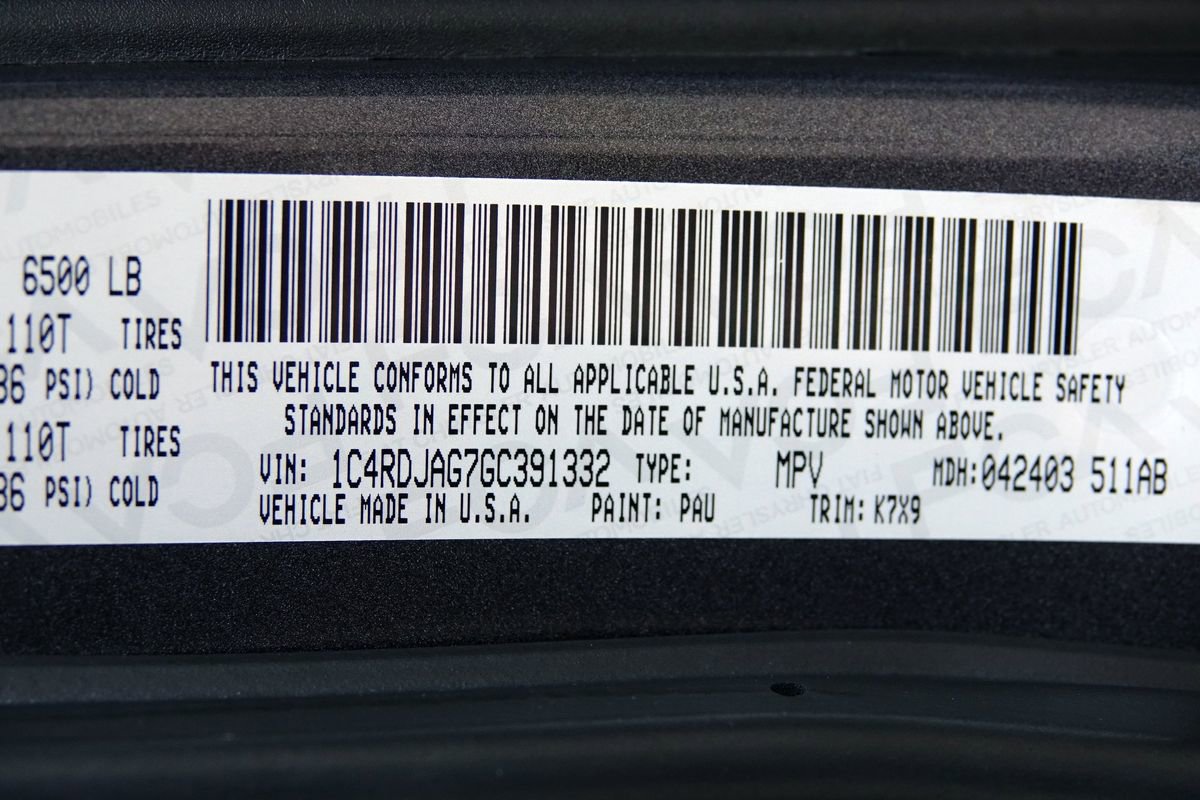 6500 LB
110T TIRES
36 PSI) COLD
110T TIRES
36 PSI) COLD
THIS VEHICLE CONFORMS TO ALL APPLICABLE U.S.A. FEDERAL MOTOR VEHICLE SAFETY
STANDARDS IN EFFECT ON THE DATE OF MANUFACTURE SHOWN ABOVE.
VIN: 1C4RDJAG7GC391332 TYPE: MPV MDH:042403 511AB
VEHICLE MADE IN U.S.A. PAINT: PAU TRIM: K7X9